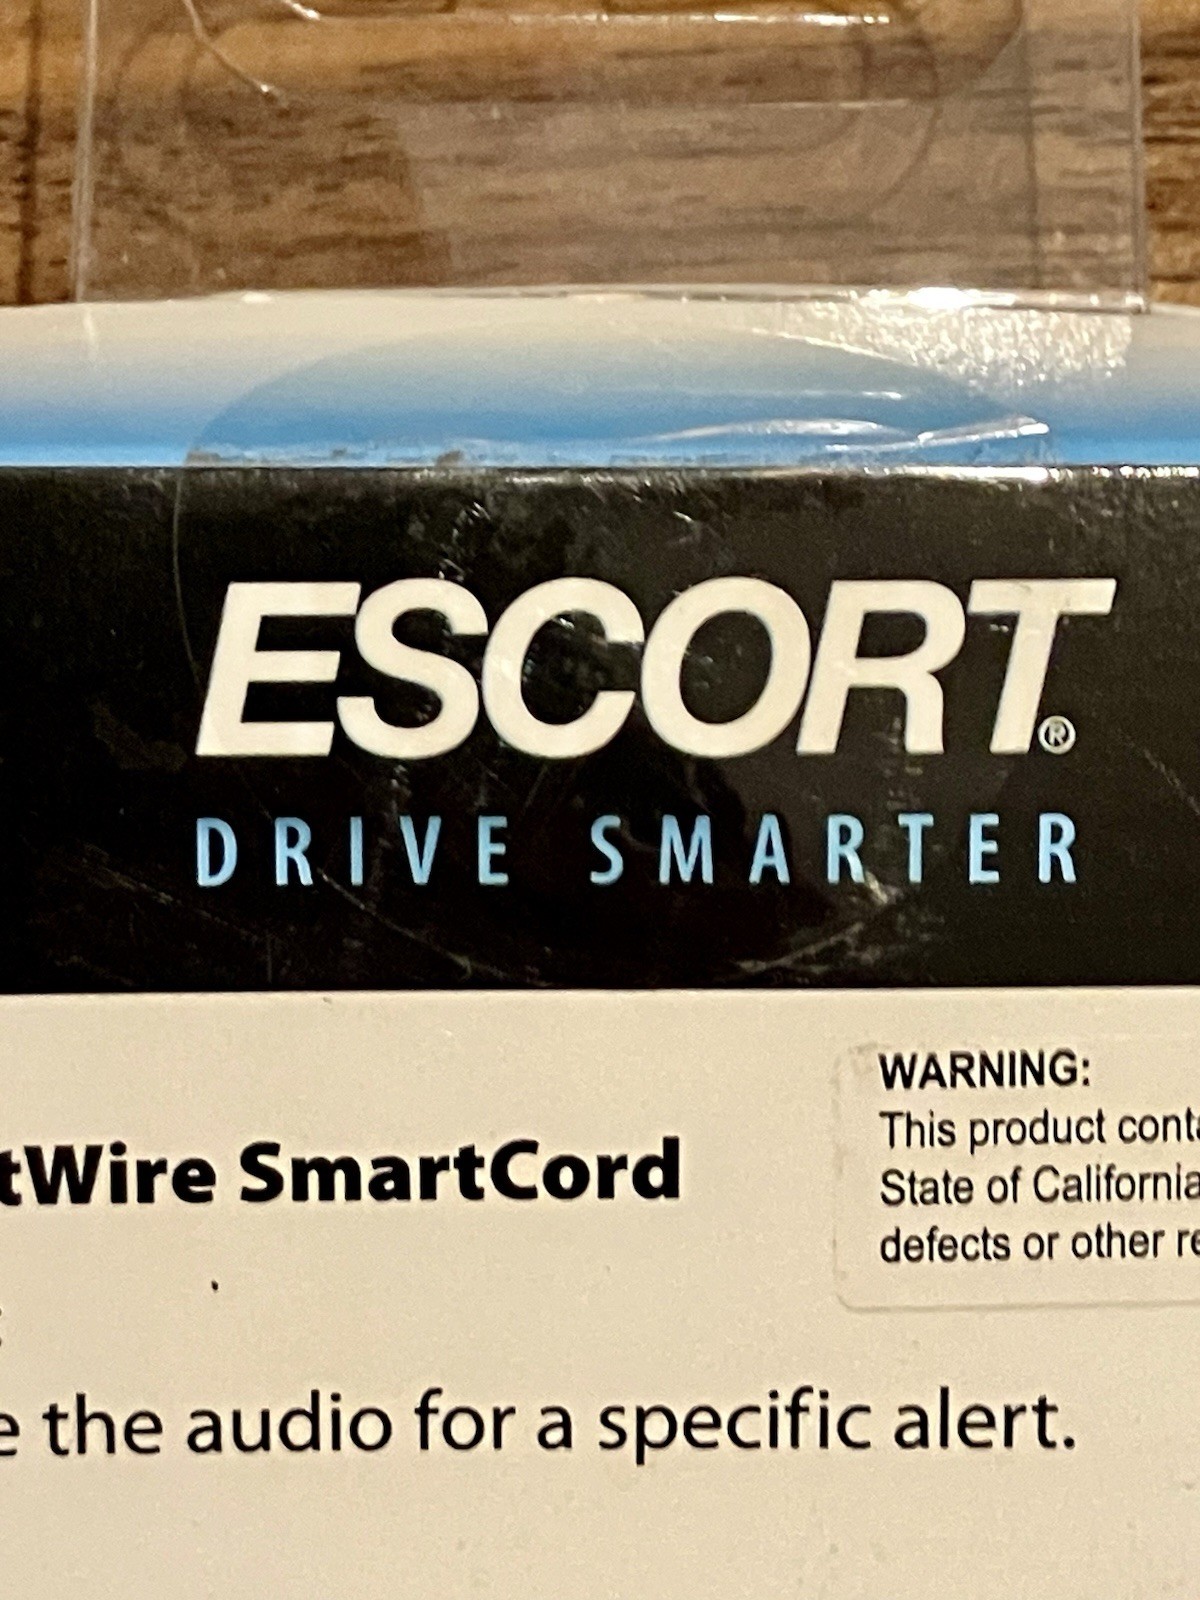 ESCORT®
DRIVE SMARTER
WARNING:
This product conta
State of California
defects or other re
tWire SmartCord
e the audio for a specific alert.